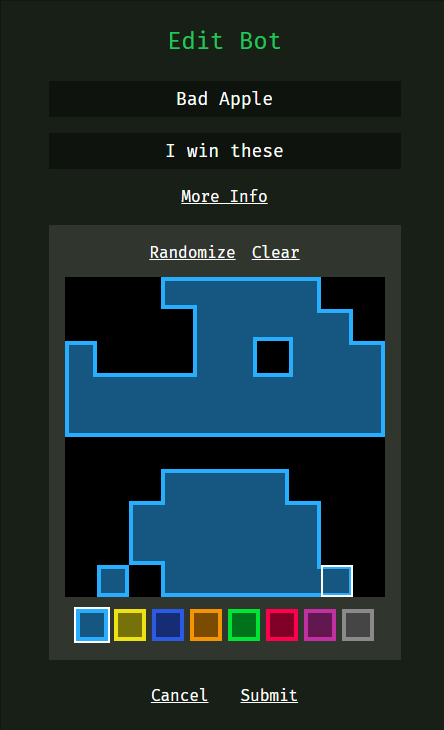 Edit Bot
Bad Apple
I win these
More Info
Randomize Clear
Cancel Submit